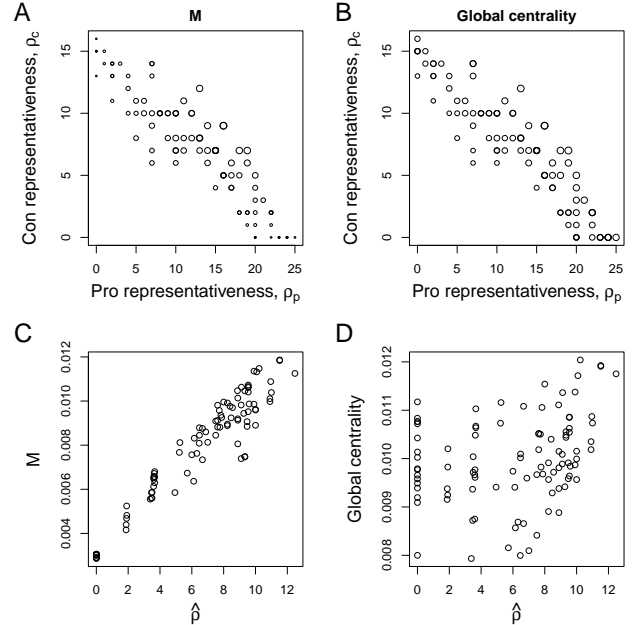 A
M
Con representativeness, ρc
15
10
5
0
0 5 10 15 20 25
Pro representativeness, ρp
B
Global centrality
Con representativeness, ρc
15
10
5
0
0 5 10 15 20 25
Pro representativeness, ρp
C
M
0.012
0.010
0.008
0.006
0.004
0 2 4 6 8 10 12
ρ̂
D
Global centrality
0.012
0.011
0.010
0.009
0.008
0 2 4 6 8 10 12
ρ̂